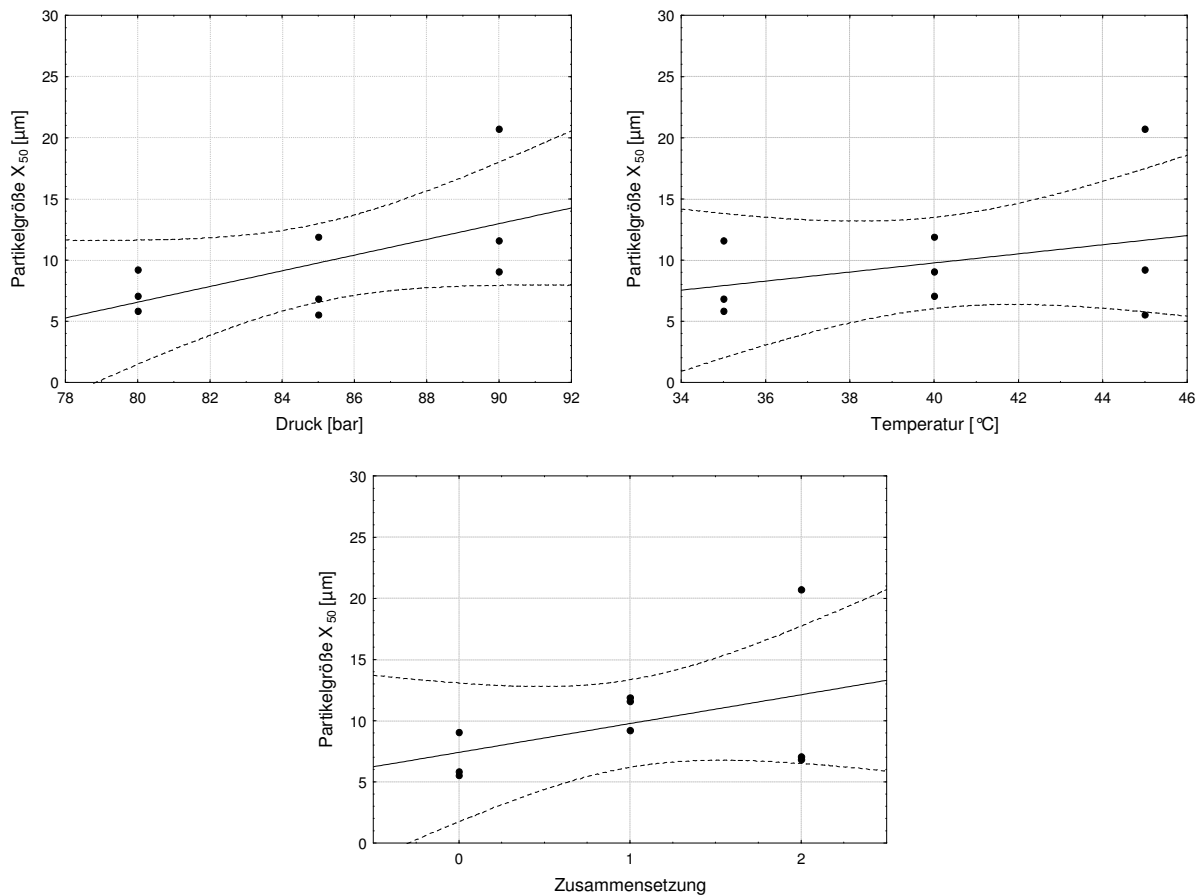 30
25
20
15
10
5
0
Partikelgröße X50 [µm]
78 80 82 84 86 88 90 92
Druck [bar]
30
25
20
15
10
5
0
Partikelgröße X50 [µm]
34 36 38 40 42 44 46
Temperatur [°C]
30
25
20
15
10
5
0
Partikelgröße X50 [µm]
0 1 2
Zusammensetzung